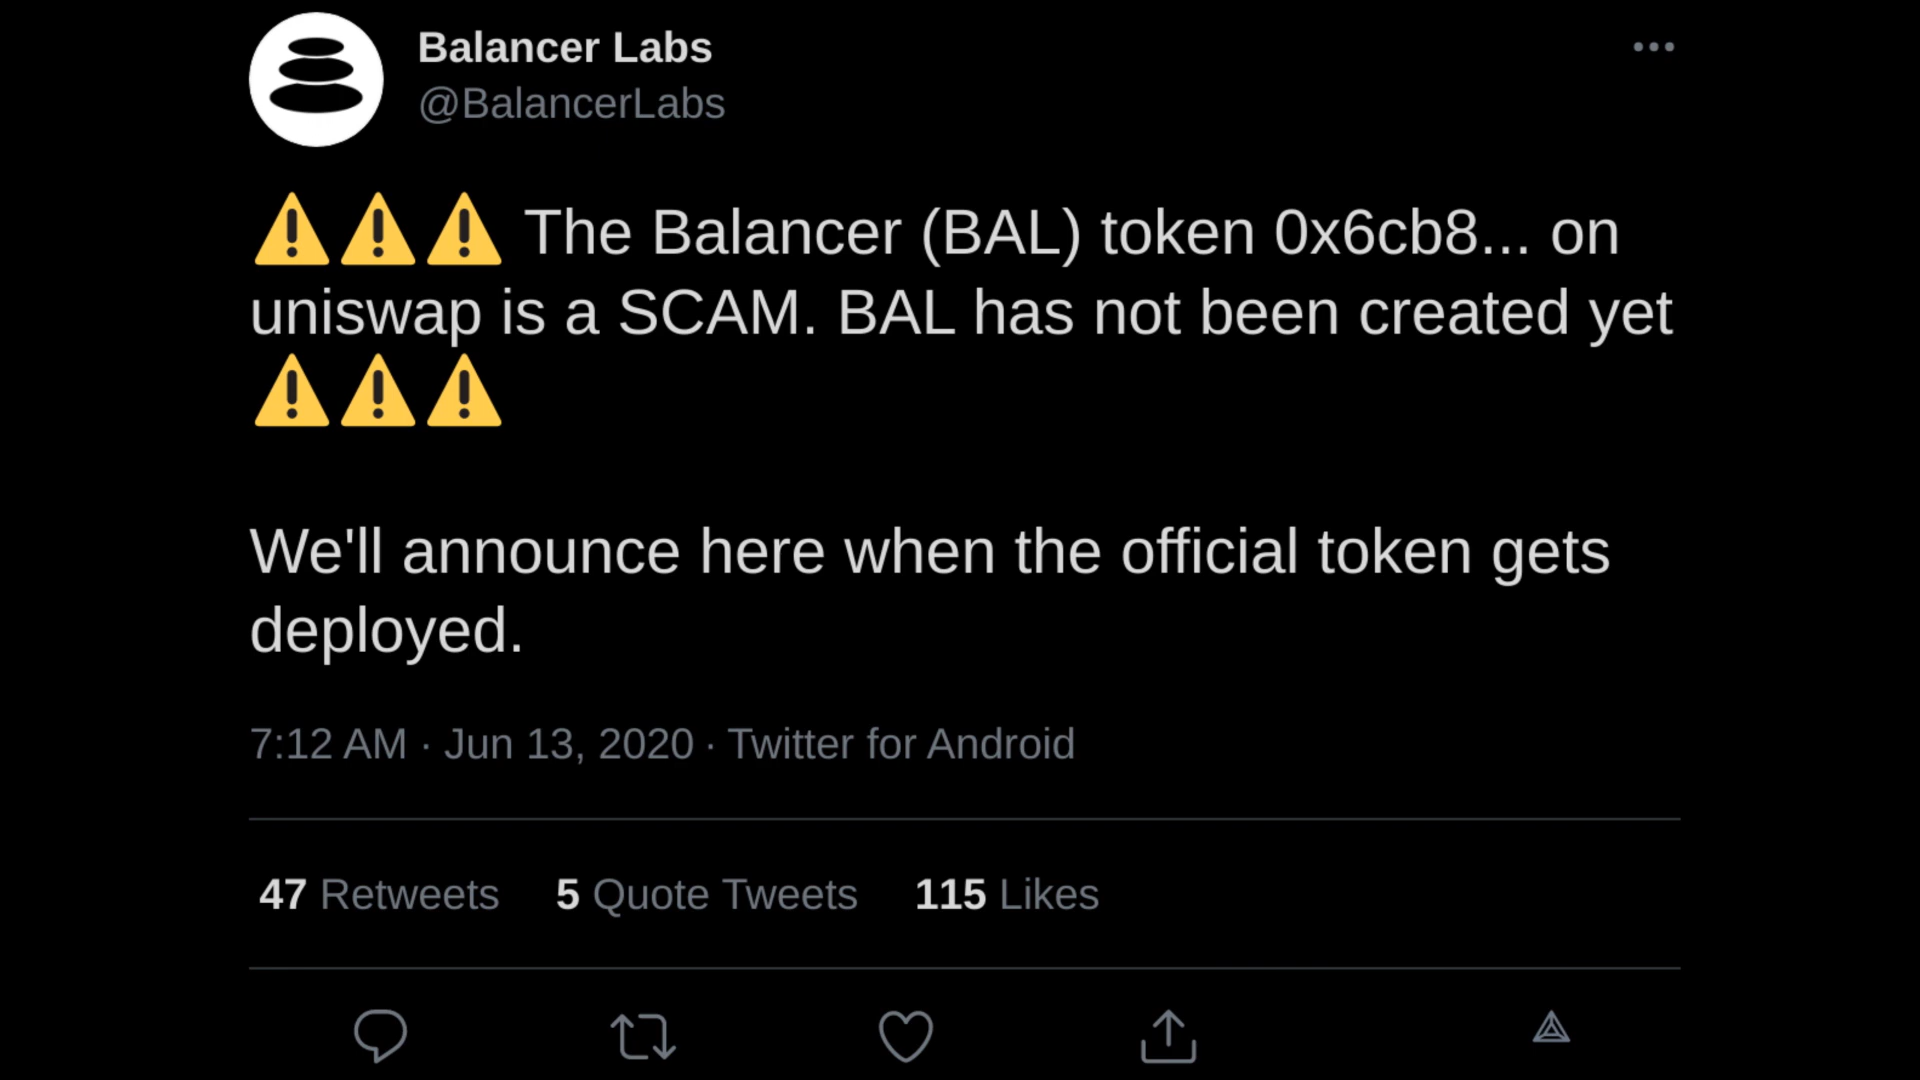 Balancer Labs
@BalancerLabs
⚠️⚠️⚠️ The Balancer (BAL) token 0x6cb8... on
uniswap is a SCAM. BAL has not been created yet
⚠️⚠️⚠️
We'll announce here when the official token gets
deployed.
7:12 AM · Jun 13, 2020 · Twitter for Android
47 Retweets 5 Quote Tweets 115 Likes